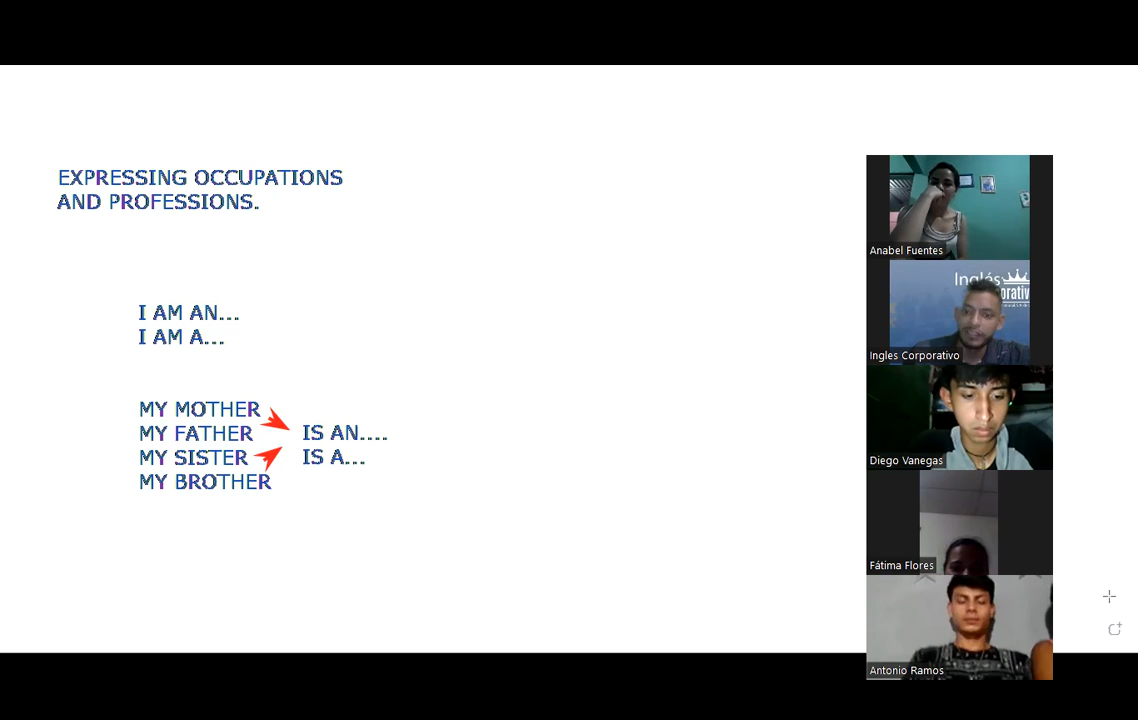 EXPRESSING OCCUPATIONS
AND PROFESSIONS.
I AM AN...
I AM A...
MY MOTHER
MY FATHER
MY SISTER
MY BROTHER
IS AN....
IS A...
Anabel Fuentes
Inglés
Ingles Corporativo
Diego Vanegas
Fátima Flores
Antonio Ramos